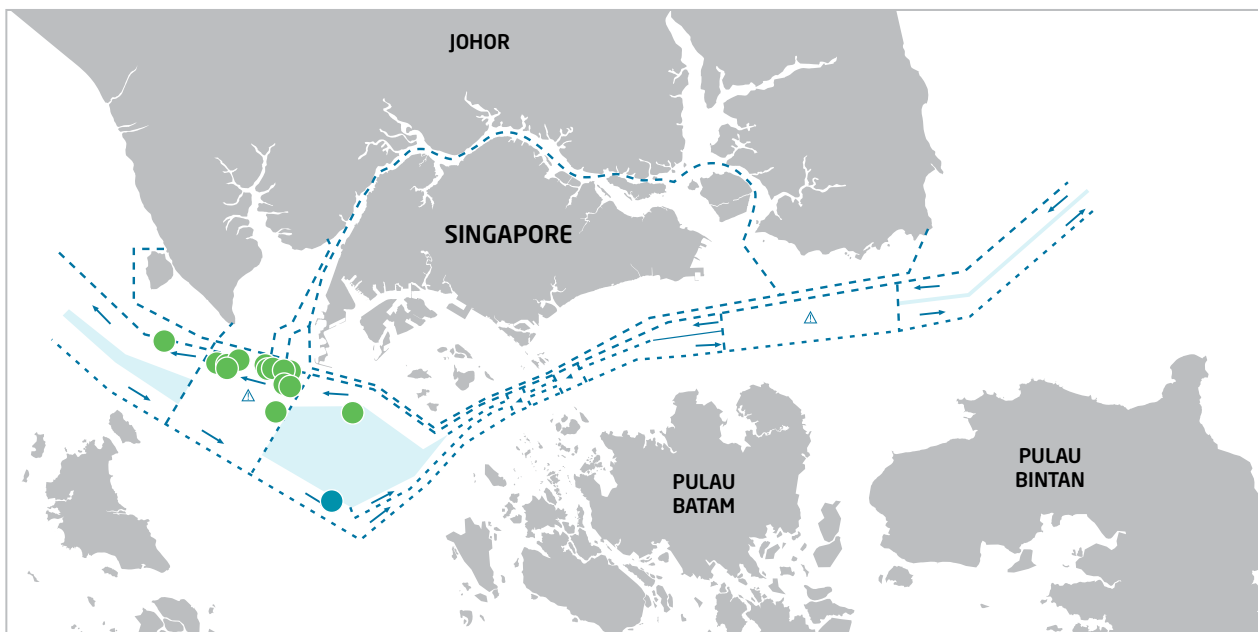 JOHOR
SINGAPORE
PULAU
BATAM
PULAU
BINTAN